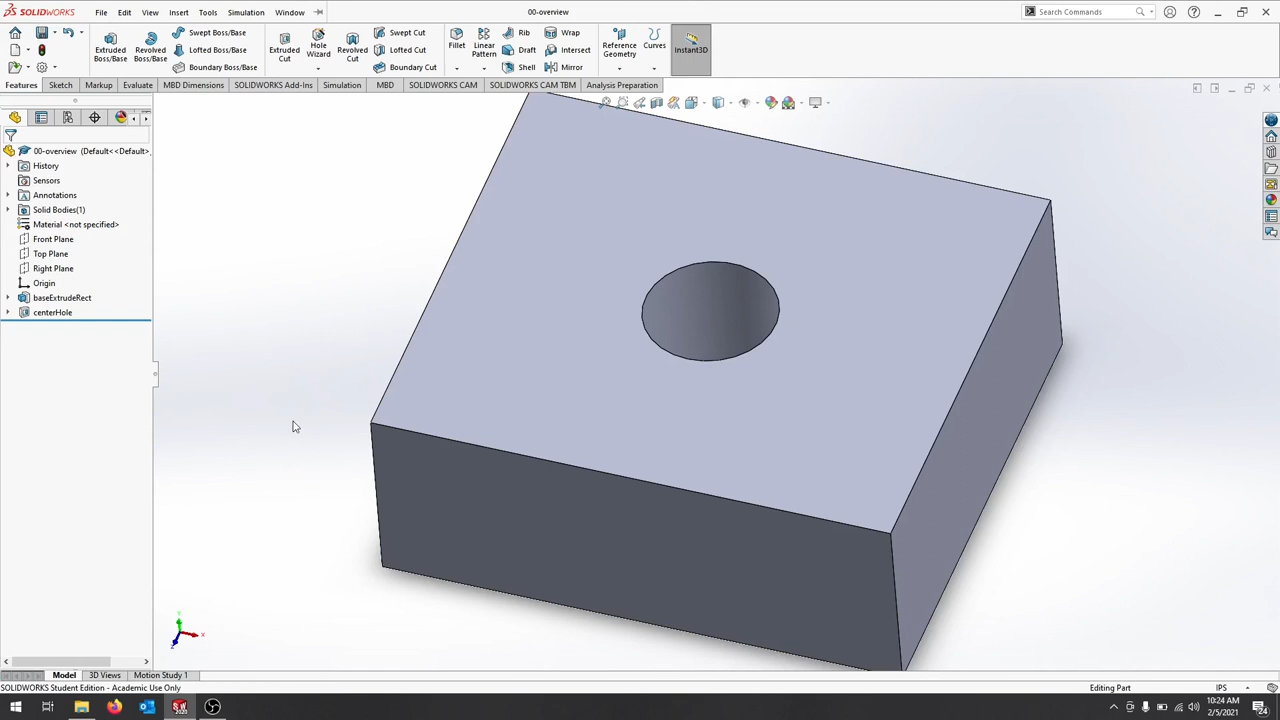 SOLIDWORKS File Edit View Insert Tools Simulation Window 00-overview Search Commands
Extruded Boss/Base
Revolved Boss/Base
Swept Boss/Base
Lofted Boss/Base
Boundary Boss/Base
Extruded Cut
Hole Wizard
Revolved Cut
Swept Cut
Lofted Cut
Boundary Cut
Fillet
Linear Pattern
Rib
Draft
Shell
Wrap
Intersect
Mirror
Reference Geometry
Curves
Instant3D
Features Sketch Markup Evaluate MBD Dimensions SOLIDWORKS Add-Ins Simulation MBD SOLIDWORKS CAM SOLIDWORKS CAM TBM Analysis Preparation
00-overview (Default<<Default>_
History
Sensors
Annotations
Solid Bodies(1)
Material <not specified>
Front Plane
Top Plane
Right Plane
Origin
baseExtrudeRect
centerHole
Model 3D Views Motion Study 1
SOLIDWORKS Student Edition - Academic Use Only Editing Part IPS
10:24 AM
2/5/2021